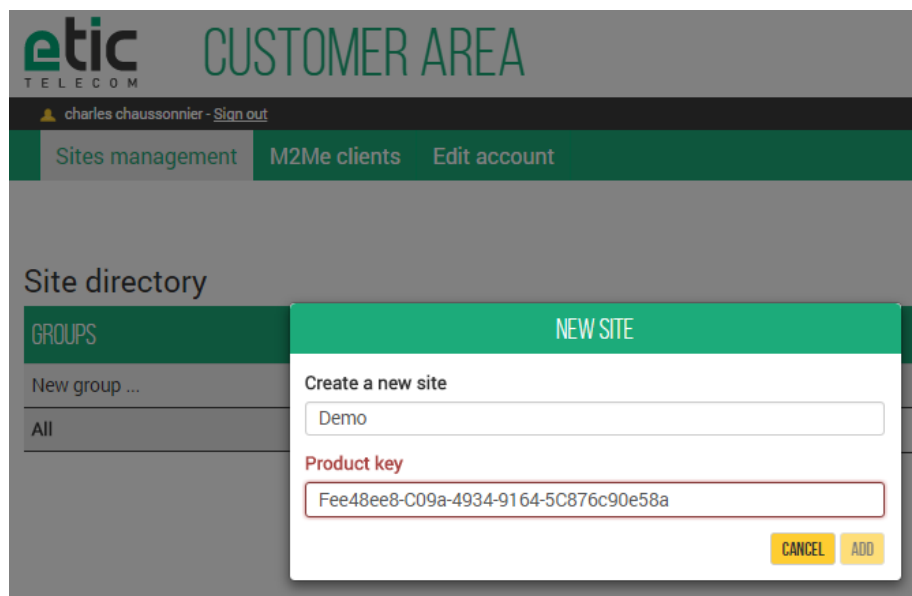 etic
TELECOM
CUSTOMER AREA
charles chaussonnier - Sign out
Sites management M2Me clients Edit account
Site directory
GROUPS
New group ...
All
NEW SITE
Create a new site
Demo
Product key
Fee48ee8-C09a-4934-9164-5C876c90e58a
CANCEL ADD